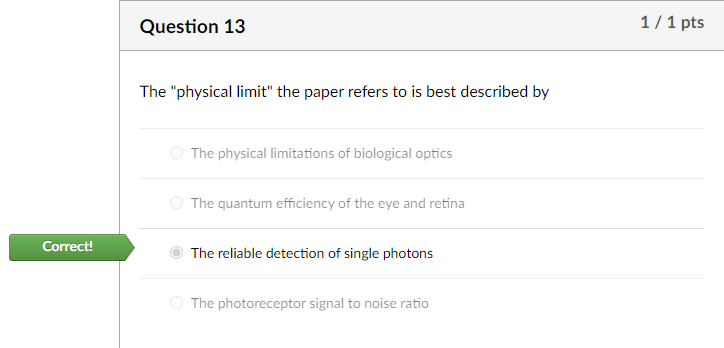 Question 13
1 / 1 pts
The "physical limit" the paper refers to is best described by
The physical limitations of biological optics
The quantum efficiency of the eye and retina
Correct!
The reliable detection of single photons
The photoreceptor signal to noise ratio